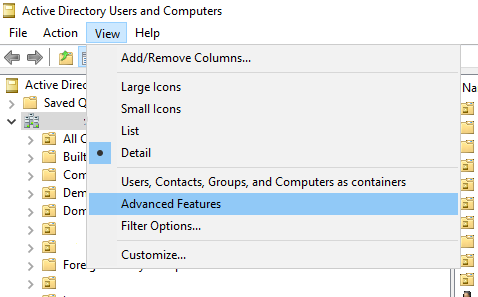 Active Directory Users and Computers
File Action View Help
Add/Remove Columns...
Active Directory
Na
Saved Q
Large Icons
Small Icons
All
List
Built
Detail
Com
Dem
Users, Contacts, Groups, and Computers as containers
Dom
Advanced Features
Filter Options...
Customize...